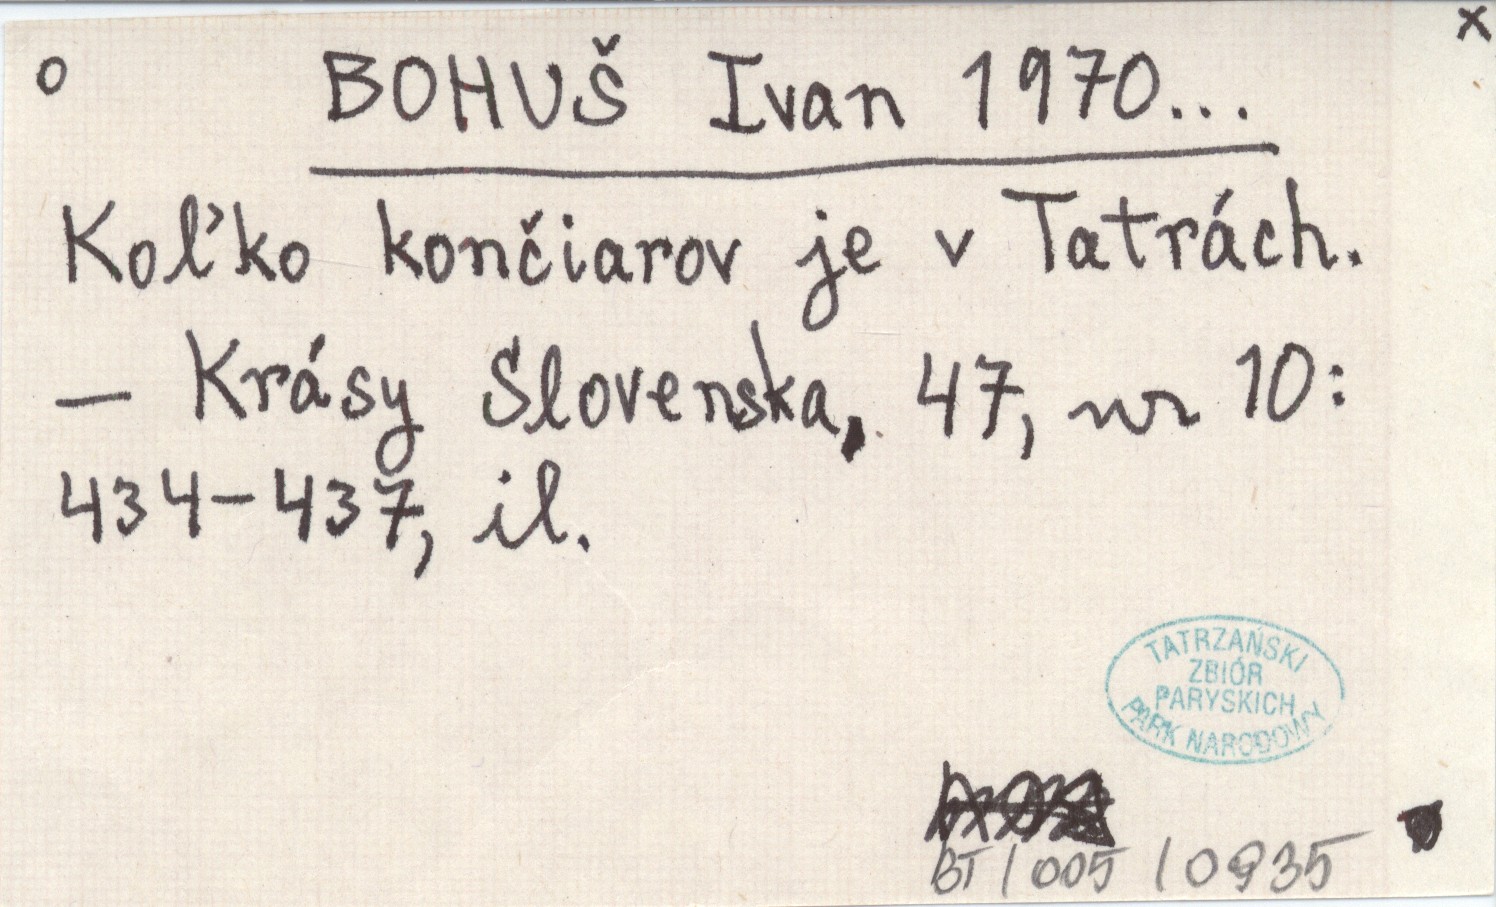 o BOHUŠ Ivan 1970... x
Koľko končiarov je v Tatrách.
— Krásy Slovenska, 47, nr 10:
434-437, il.
TATRZAŃSKI
ZBIÓR
PARYSKICH
PARK NARODOWY
BT/005/0935